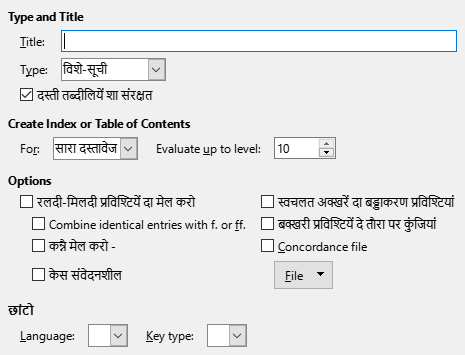 Type and Title
Title:
Type: विशे-सूची
दस्ती तब्दीलियें शा संरक्षत
Create Index or Table of Contents
For: सारा दस्तावेज Evaluate up to level: 10
Options
रलदी-मिलदी प्रविश्टियें दा मेल करो स्वचलत अक्खरें दा बड्डाकरण प्रविश्टियां
Combine identical entries with f. or ff. बक्खरी प्रविश्टियें दे तौरा पर कुंजियां
कन्नै मेल करो - Concordance file
केस संवेदनशील File
छांटो
Language: Key type: